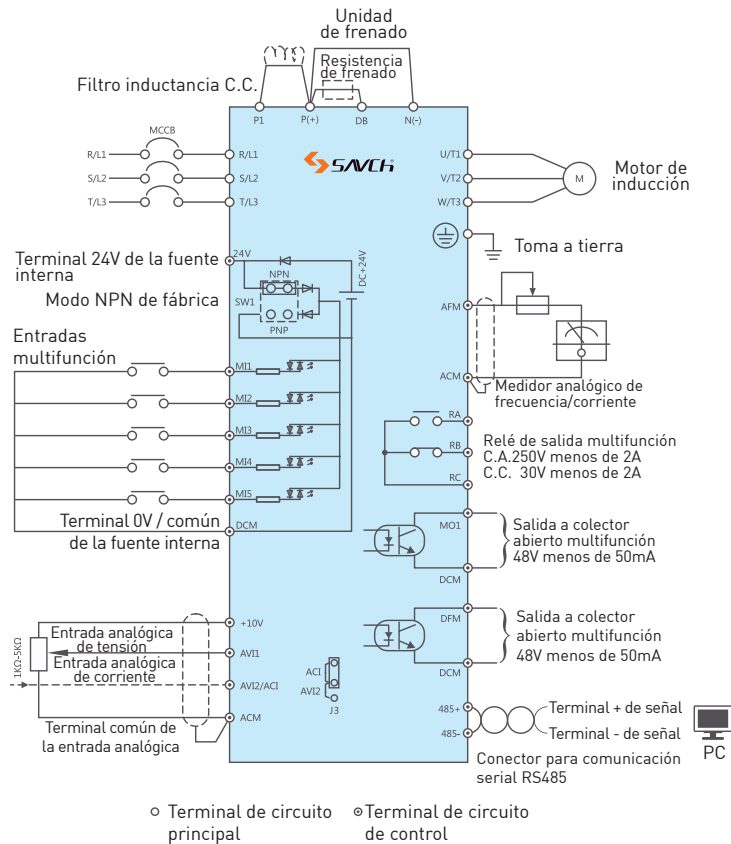 Unidad
de frenado
Resistencia
de frenado
Filtro inductancia C.C.
P1
P(+)
DB
N(-)
MCCB
R/L1
S/L2
T/L3
R/L1
S/L2
T/L3
SAVCH
U/T1
V/T2
W/T3
M
Motor de
inducción
Toma a tierra
Terminal 24V de la fuente
interna
24V
DC+24V
NPN
SW1
PNP
Modo NPN de fábrica
Entradas
multifunción
MI1
MI2
MI3
MI4
MI5
DCM
Terminal 0V / común
de la fuente interna
AFM
ACM
Medidor analógico de
frecuencia/corriente
RA
RB
RC
Relé de salida multifunción
C.A.250V menos de 2A
C.C. 30V menos de 2A
MO1
DCM
Salida a colector
abierto multifunción
48V menos de 50mA
DFM
DCM
Salida a colector
abierto multifunción
48V menos de 50mA
1KΩ-5KΩ
+10V
Entrada analógica
de tensión
AVI1
Entrada analógica
de corriente
AVI2/ACI
ACM
Terminal común de
la entrada analógica
ACI
AVI2
J3
485+
485-
Terminal + de señal
Terminal - de señal
PC
Conector para comunicación
serial RS485
Terminal de circuito
principal
Terminal de circuito
de control